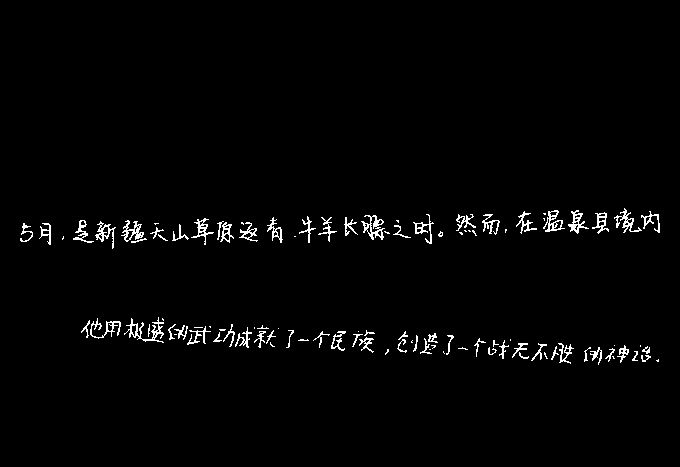 5月,是新疆天山草原返青、牛羊长膘之时。然而,在温泉县境内
他用极盛的武功成就了一个民族,创造了一个战无不胜的神话.